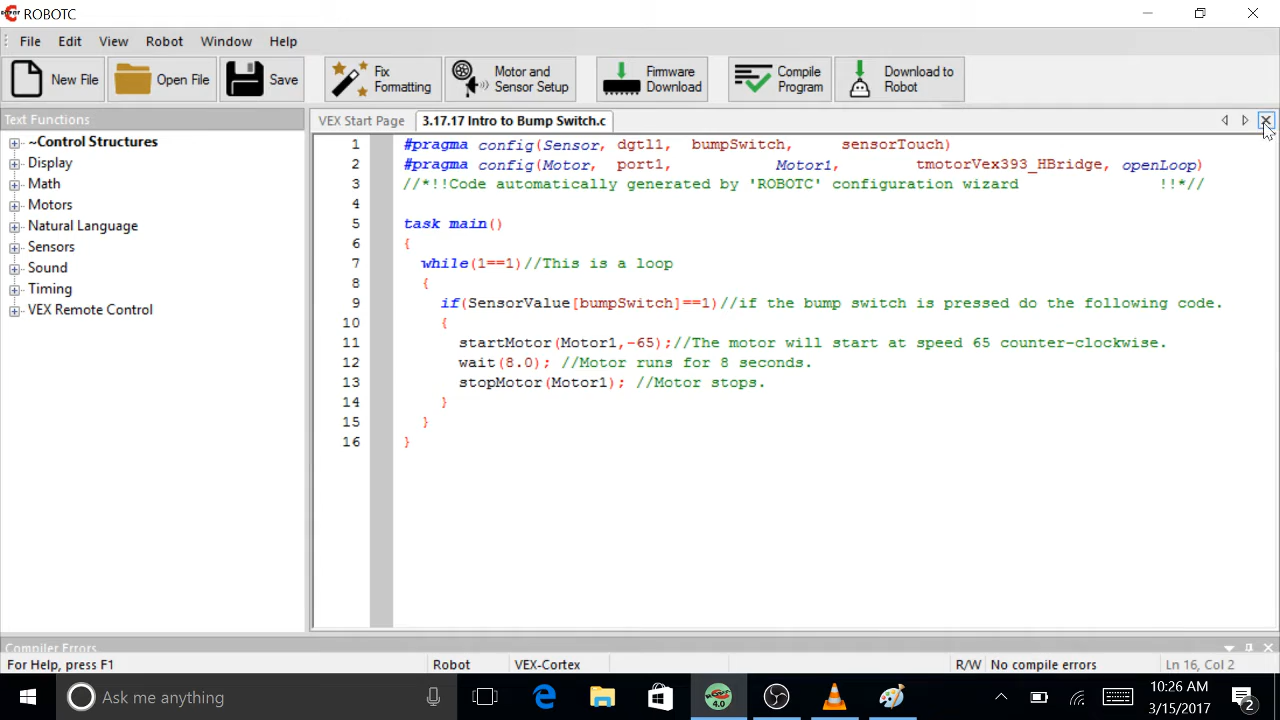 ROBOTC
File Edit View Robot Window Help
New File Open File Save Fix Formatting Motor and Sensor Setup Firmware Download Compile Program Download to Robot
Text Functions
~Control Structures
Display
Math
Motors
Natural Language
Sensors
Sound
Timing
VEX Remote Control
VEX Start Page 3.17.17 Intro to Bump Switch.c
1 #pragma config(Sensor, dgtl1, bumpSwitch, sensorTouch)
2 #pragma config(Motor, port1, Motor1, tmotorVex393_HBridge, openLoop)
3 //*!!Code automatically generated by 'ROBOTC' configuration wizard !!*//
4
5 task main()
6 {
7 while(1==1)//This is a loop
8 {
9 if(SensorValue[bumpSwitch]==1)//if the bump switch is pressed do the following code.
10 {
11 startMotor(Motor1,-65);//The motor will start at speed 65 counter-clockwise.
12 wait(8.0); //Motor runs for 8 seconds.
13 stopMotor(Motor1); //Motor stops.
14 }
15 }
16 }
Compiler Errors
For Help, press F1 Robot VEX-Cortex R/W No compile errors Ln 16, Col 2
Ask me anything 4.0 10:26 AM
3/15/2017 2